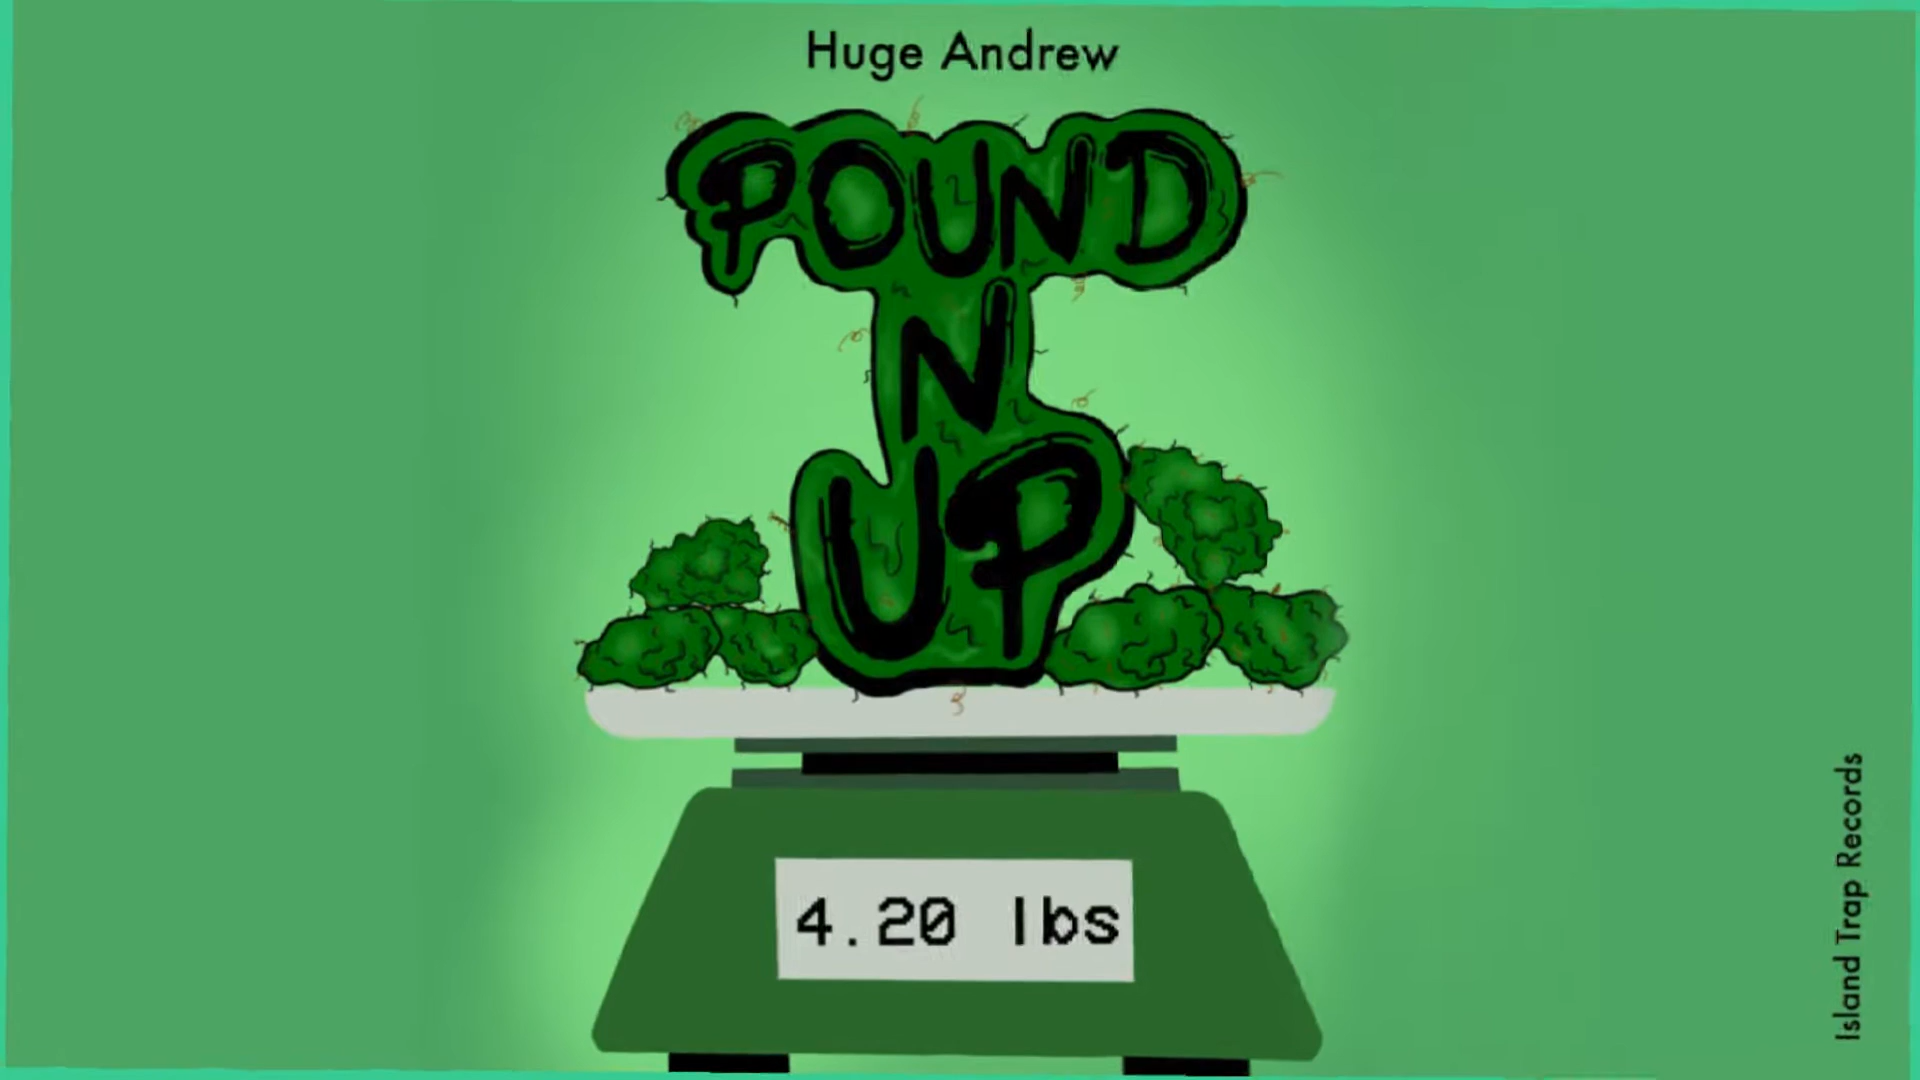 Huge Andrew
POUND
N
UP
4.20 lbs
Island Trap Records